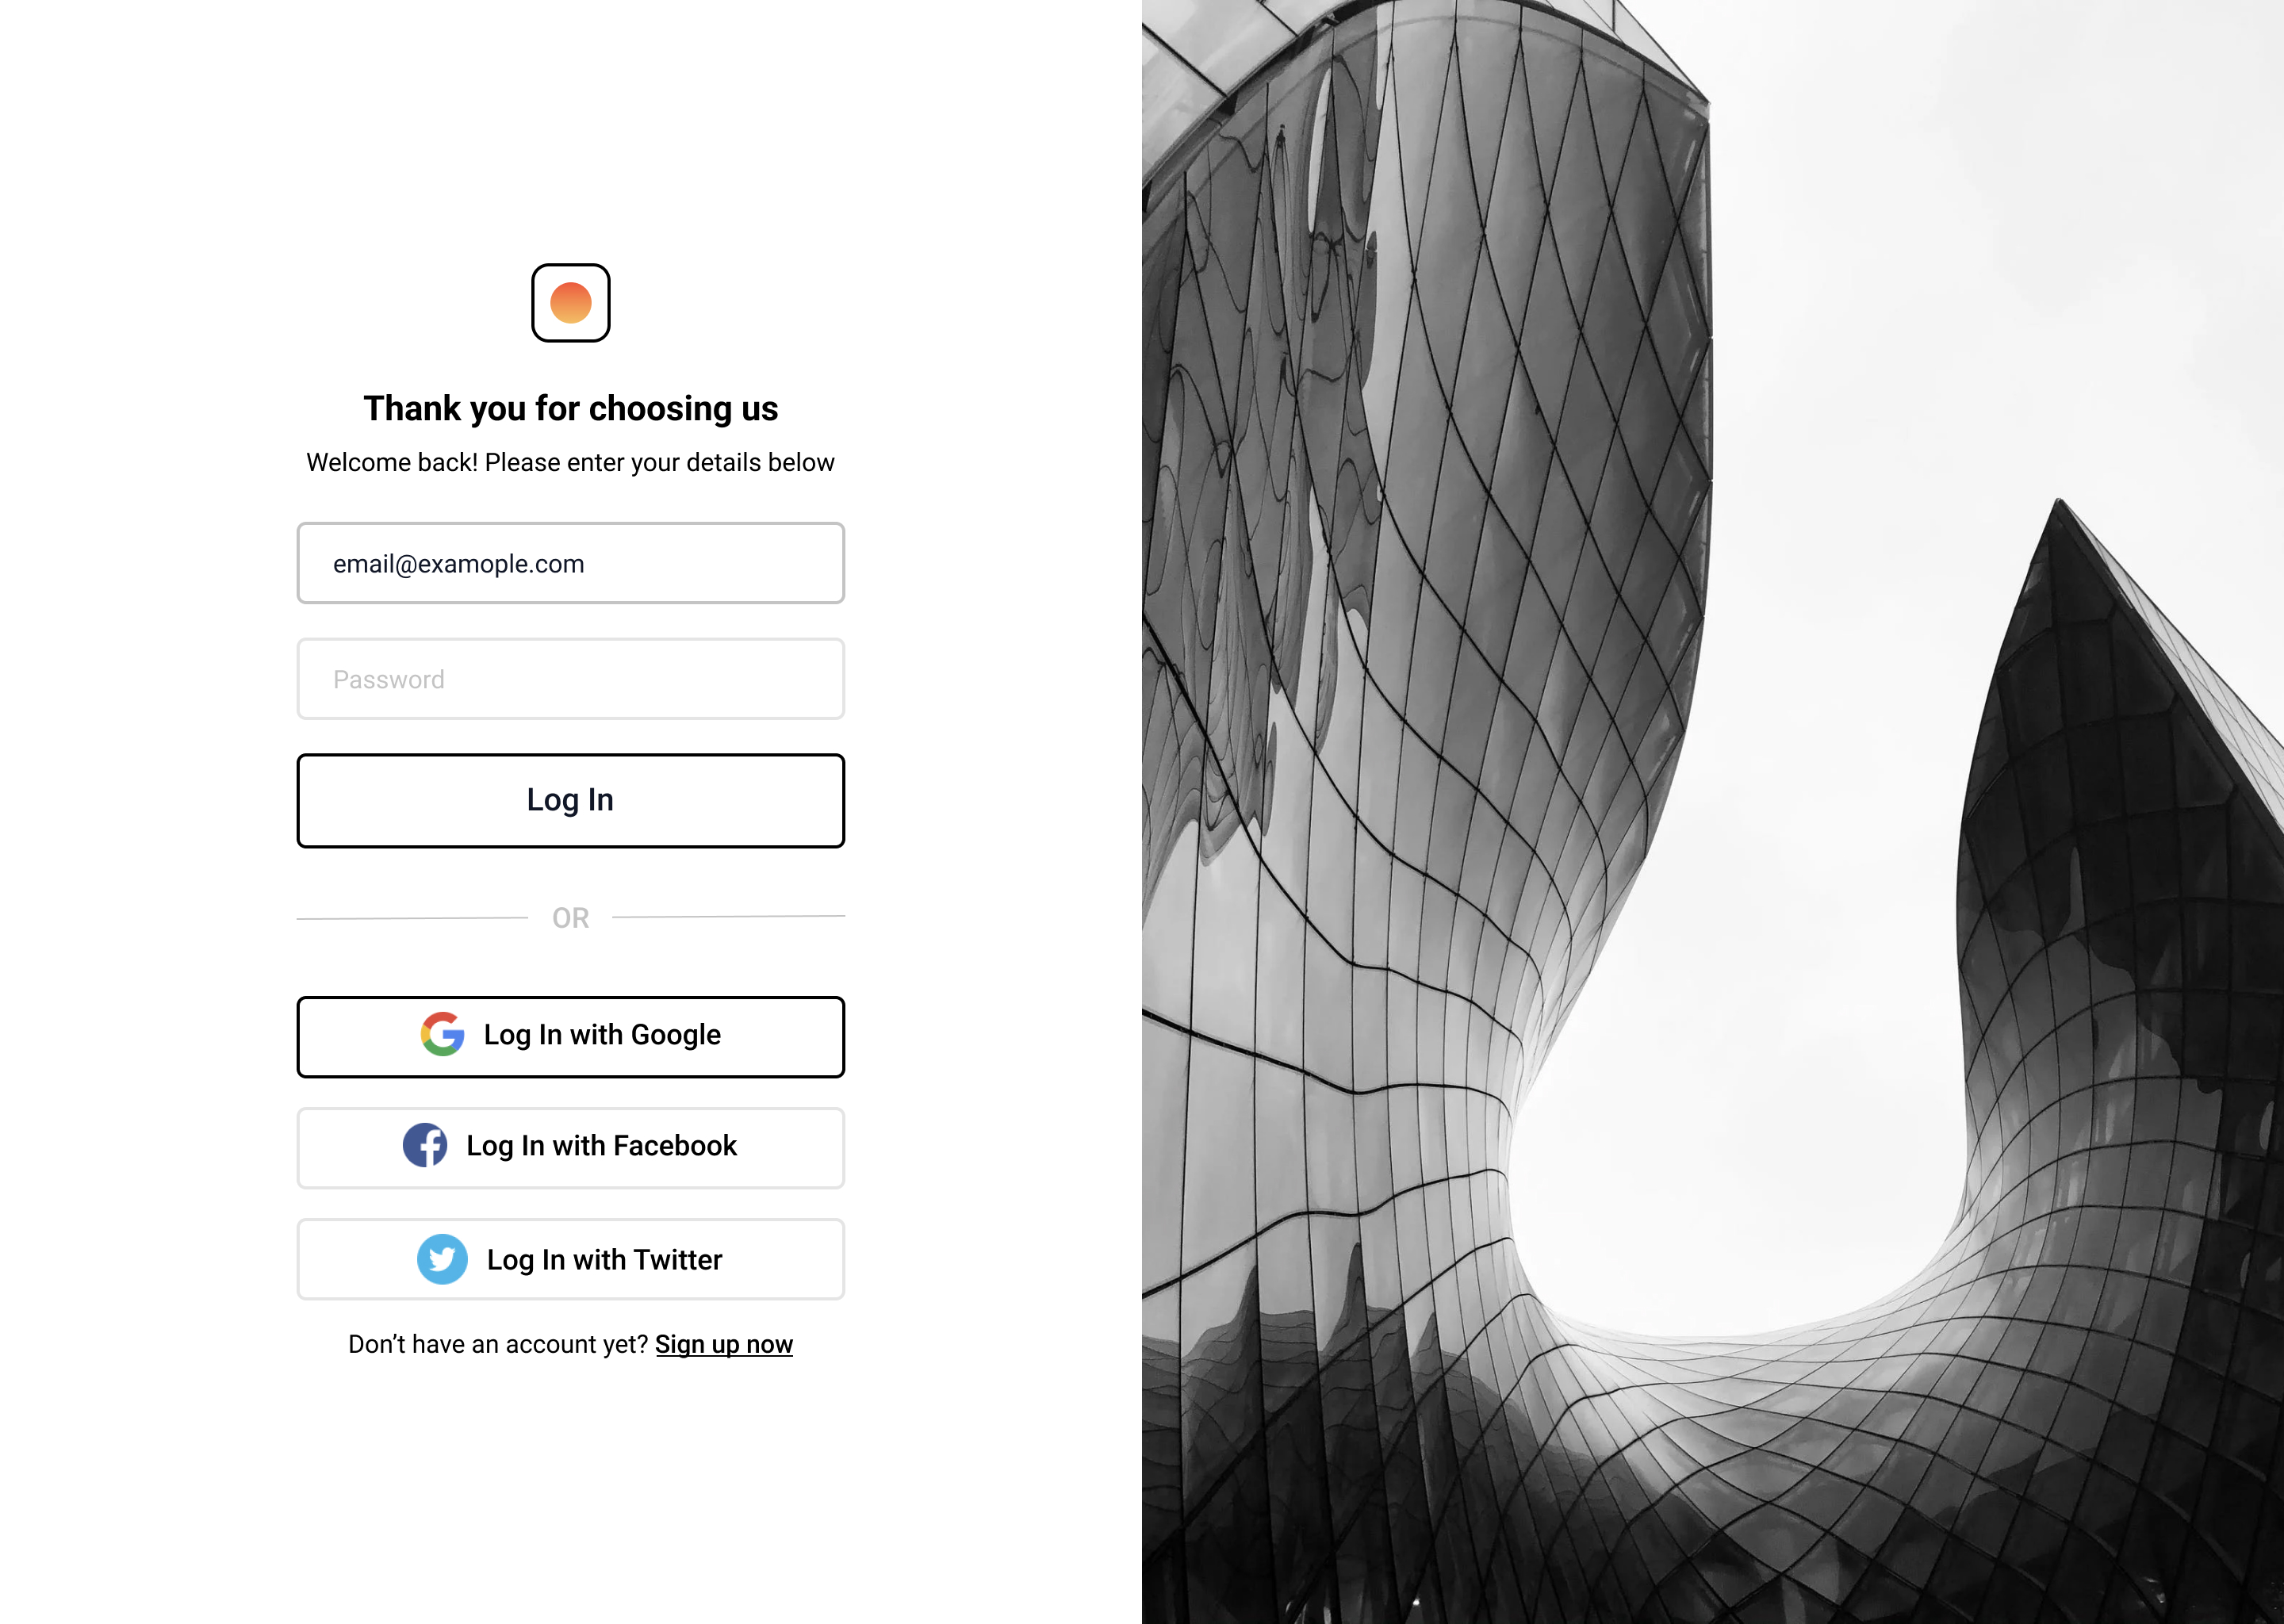 Thank you for choosing us
Welcome back! Please enter your details below
email@examople.com
Password
Log In
OR
Log In with Google
Log In with Facebook
Log In with Twitter
Don’t have an account yet? Sign up now